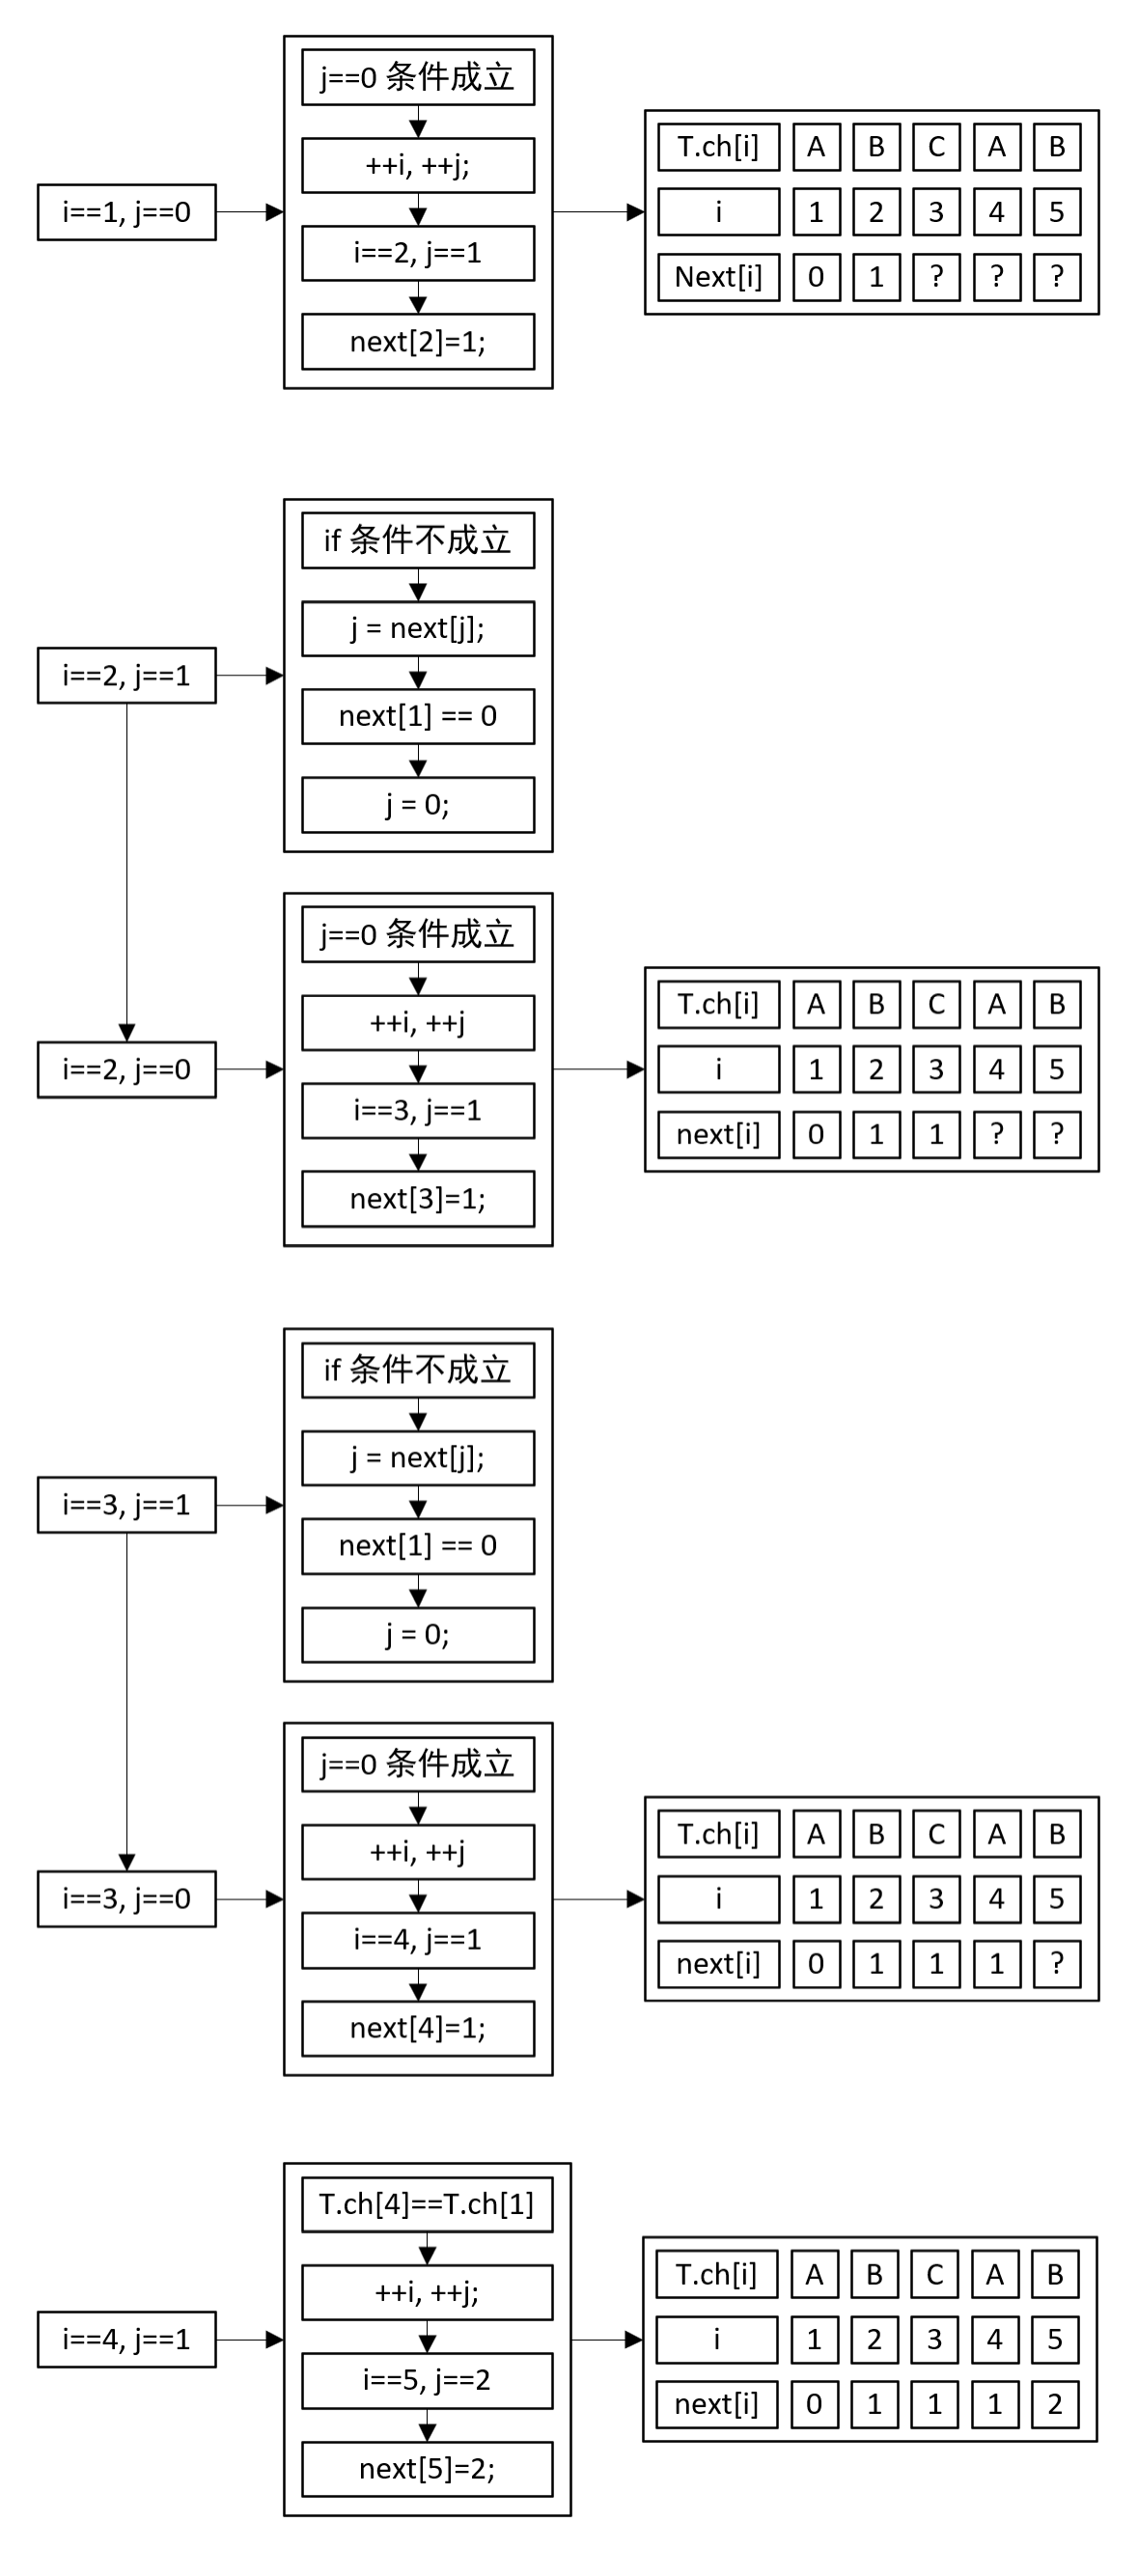 i==1, j==0
j==0 条件成立
++i, ++j;
i==2, j==1
next[2]=1;
T.ch[i] A B C A B
i 1 2 3 4 5
Next[i] 0 1 ? ? ?
i==2, j==1
if 条件不成立
j = next[j];
next[1] == 0
j = 0;
i==2, j==0
j==0 条件成立
++i, ++j
i==3, j==1
next[3]=1;
T.ch[i] A B C A B
i 1 2 3 4 5
next[i] 0 1 1 ? ?
i==3, j==1
if 条件不成立
j = next[j];
next[1] == 0
j = 0;
i==3, j==0
j==0 条件成立
++i, ++j
i==4, j==1
next[4]=1;
T.ch[i] A B C A B
i 1 2 3 4 5
next[i] 0 1 1 1 ?
i==4, j==1
T.ch[4]==T.ch[1]
++i, ++j;
i==5, j==2
next[5]=2;
T.ch[i] A B C A B
i 1 2 3 4 5
next[i] 0 1 1 1 2